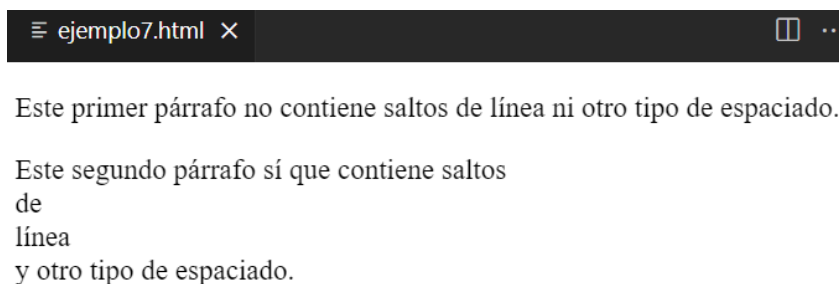 ejemplo7.html
Este primer párrafo no contiene saltos de línea ni otro tipo de espaciado.
Este segundo párrafo sí que contiene saltos
de
línea
y otro tipo de espaciado.